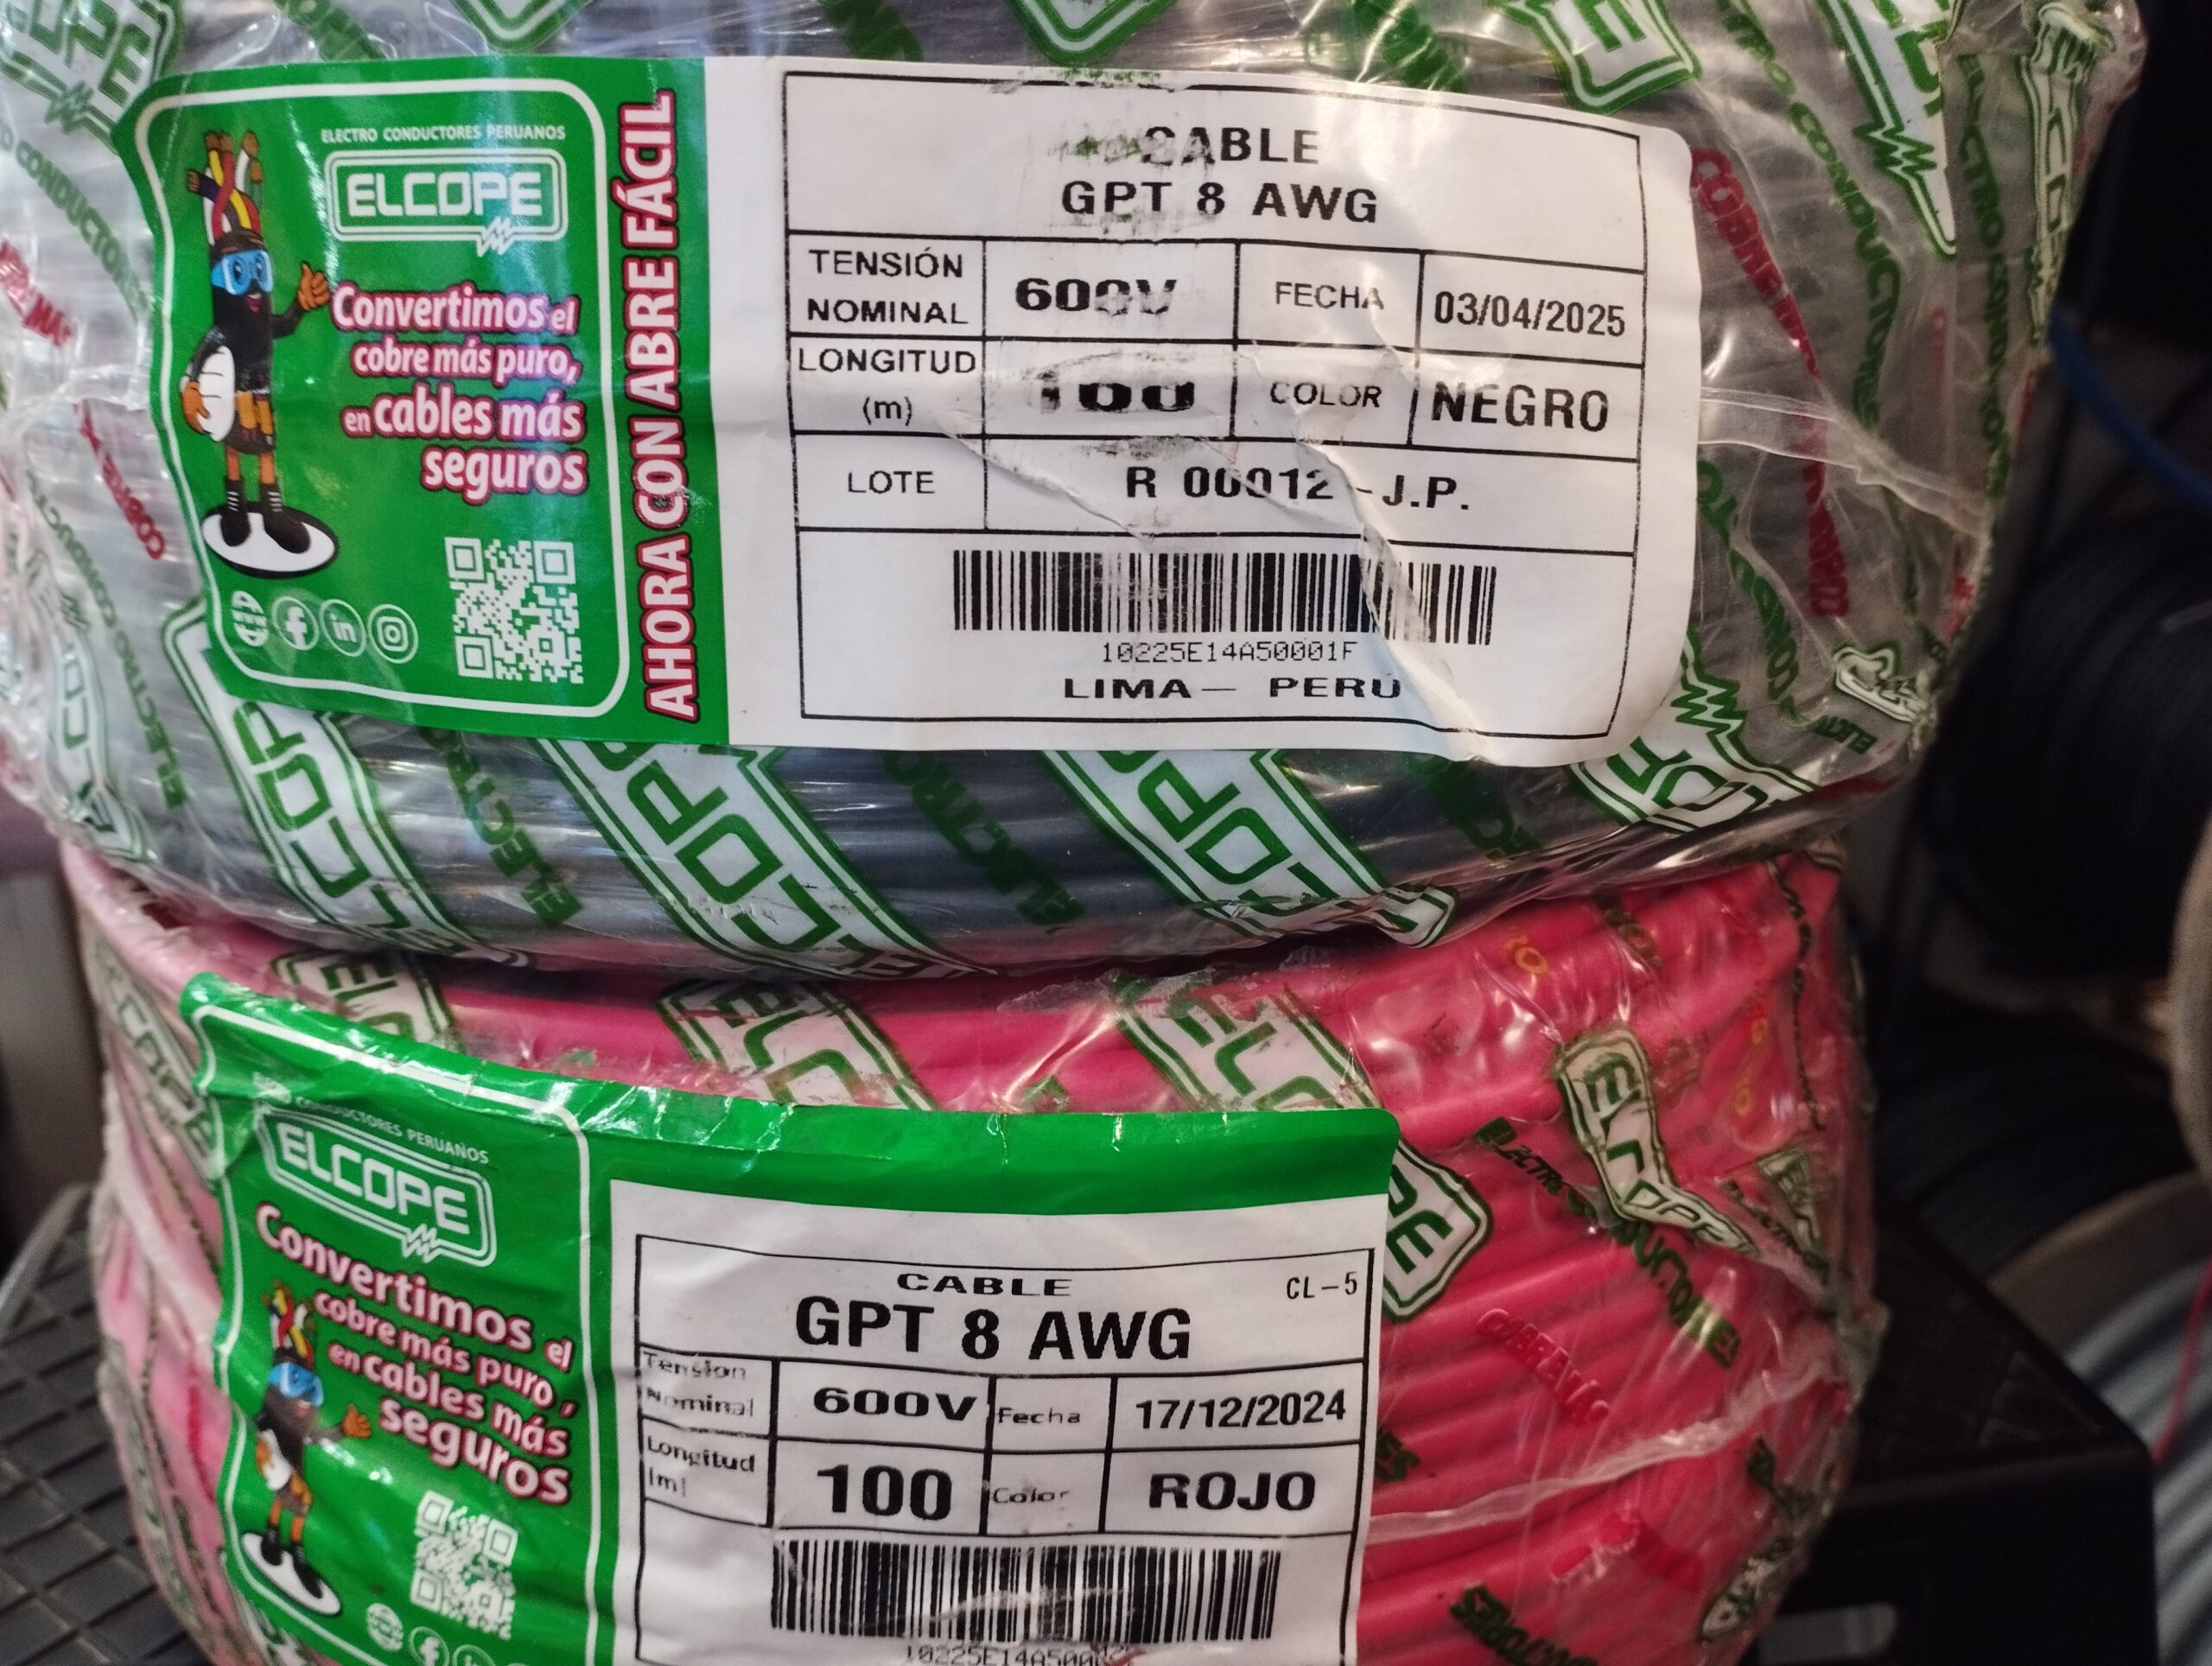 ELECTRO CONDUCTORES PERUANOS
ELCOPE
Convertimos el
cobre más puro,
en cables más
seguros
AHORA CON ABRE FÁCIL
CABLE
GPT 8 AWG
TENSIÓN NOMINAL
600V
FECHA
03/04/2025
LONGITUD (m)
100
COLOR
NEGRO
LOTE
R 00012 - J.P.
10225E14A50001F
LIMA — PERÚ
CONDUCTORES PERUANOS
ELCOPE
Convertimos el
cobre más puro,
en cables más
seguros
CABLE
CL-5
GPT 8 AWG
Tension Nominal
600V
Fecha
17/12/2024
Longitud (m)
100
Color
ROJO